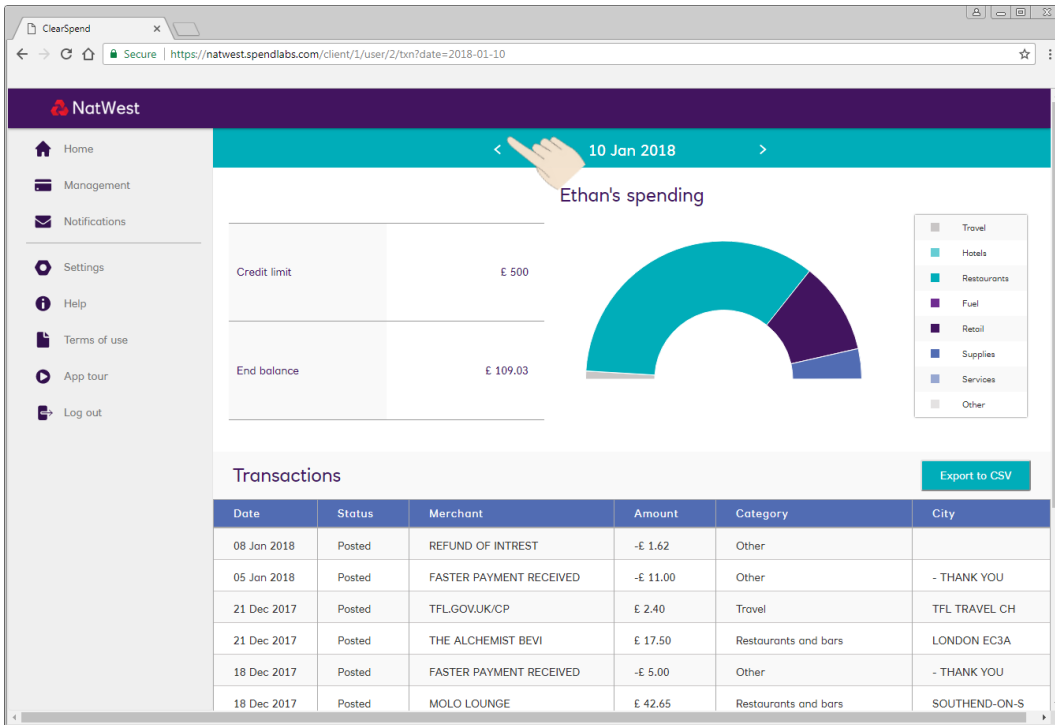 ClearSpend
Secure https://natwest.spendlabs.com/client/1/user/2/txn?date=2018-01-10
NatWest
Home
Management
Notifications
Settings
Help
Terms of use
App tour
Log out
< 10 Jan 2018 >
Ethan's spending
Credit limit £ 500
End balance £ 109.03
Travel
Hotels
Restaurants
Fuel
Retail
Supplies
Services
Other
Transactions
Export to CSV
Date Status Merchant Amount Category City
08 Jan 2018 Posted REFUND OF INTREST -£ 1.62 Other
05 Jan 2018 Posted FASTER PAYMENT RECEIVED -£ 11.00 Other - THANK YOU
21 Dec 2017 Posted TFL.GOV.UK/CP £ 2.40 Travel TFL TRAVEL CH
21 Dec 2017 Posted THE ALCHEMIST BEVI £ 17.50 Restaurants and bars LONDON EC3A
18 Dec 2017 Posted FASTER PAYMENT RECEIVED -£ 5.00 Other - THANK YOU
18 Dec 2017 Posted MOLO LOUNGE £ 42.65 Restaurants and bars SOUTHEND-ON-S